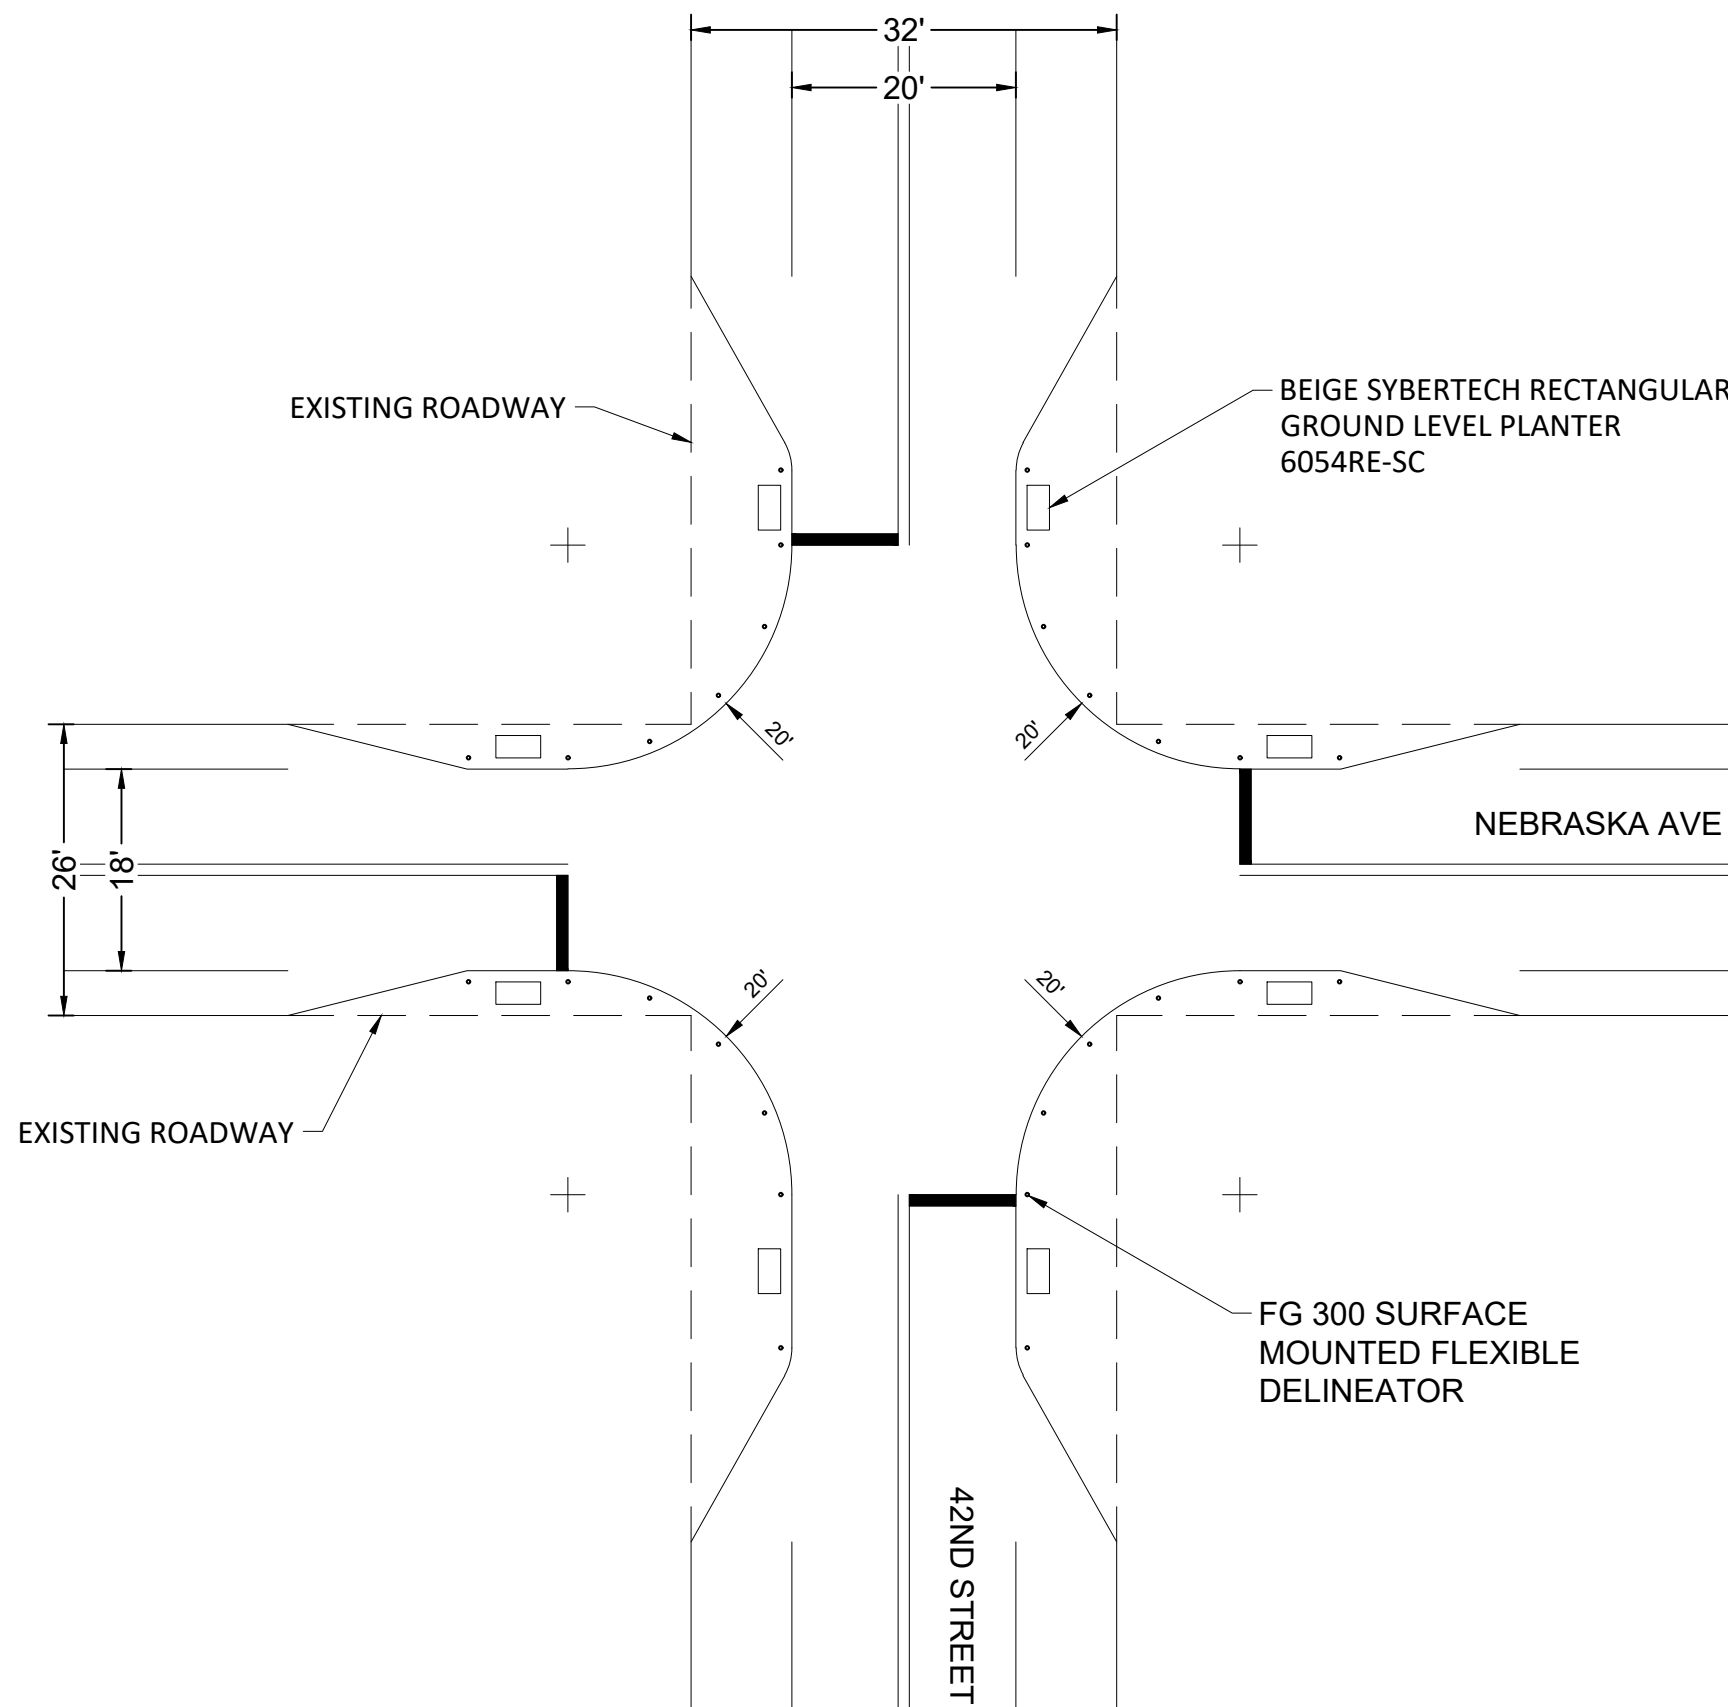 32'
20'
EXISTING ROADWAY
BEIGE SYBERTECH RECTANGULAR
GROUND LEVEL PLANTER
6054RE-SC
20'
20'
NEBRASKA AVE
26'
18'
20'
20'
EXISTING ROADWAY
FG 300 SURFACE
MOUNTED FLEXIBLE
DELINEATOR
42ND STREET